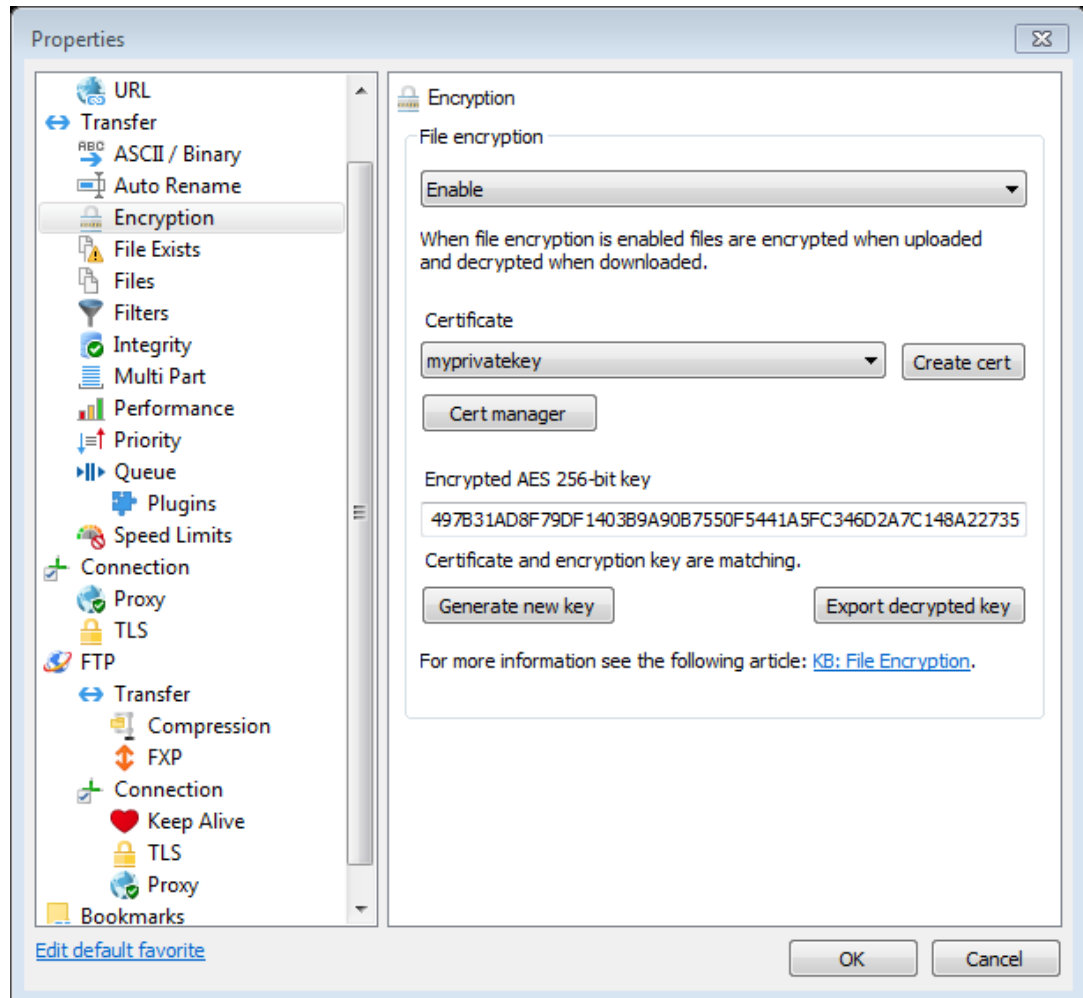 Properties
URL
Transfer
ABC
ASCII / Binary
Auto Rename
Encryption
File Exists
Files
Filters
Integrity
Multi Part
Performance
Priority
Queue
Plugins
Speed Limits
Connection
Proxy
TLS
FTP
Transfer
Compression
FXP
Connection
Keep Alive
TLS
Proxy
Bookmarks
Edit default favorite
Encryption
File encryption
Enable
When file encryption is enabled files are encrypted when uploaded
and decrypted when downloaded.
Certificate
myprivatekey
Create cert
Cert manager
Encrypted AES 256-bit key
497B31AD8F79DF1403B9A90B7550F5441A5FC346D2A7C148A22735
Certificate and encryption key are matching.
Generate new key
Export decrypted key
For more information see the following article: KB: File Encryption.
OK
Cancel